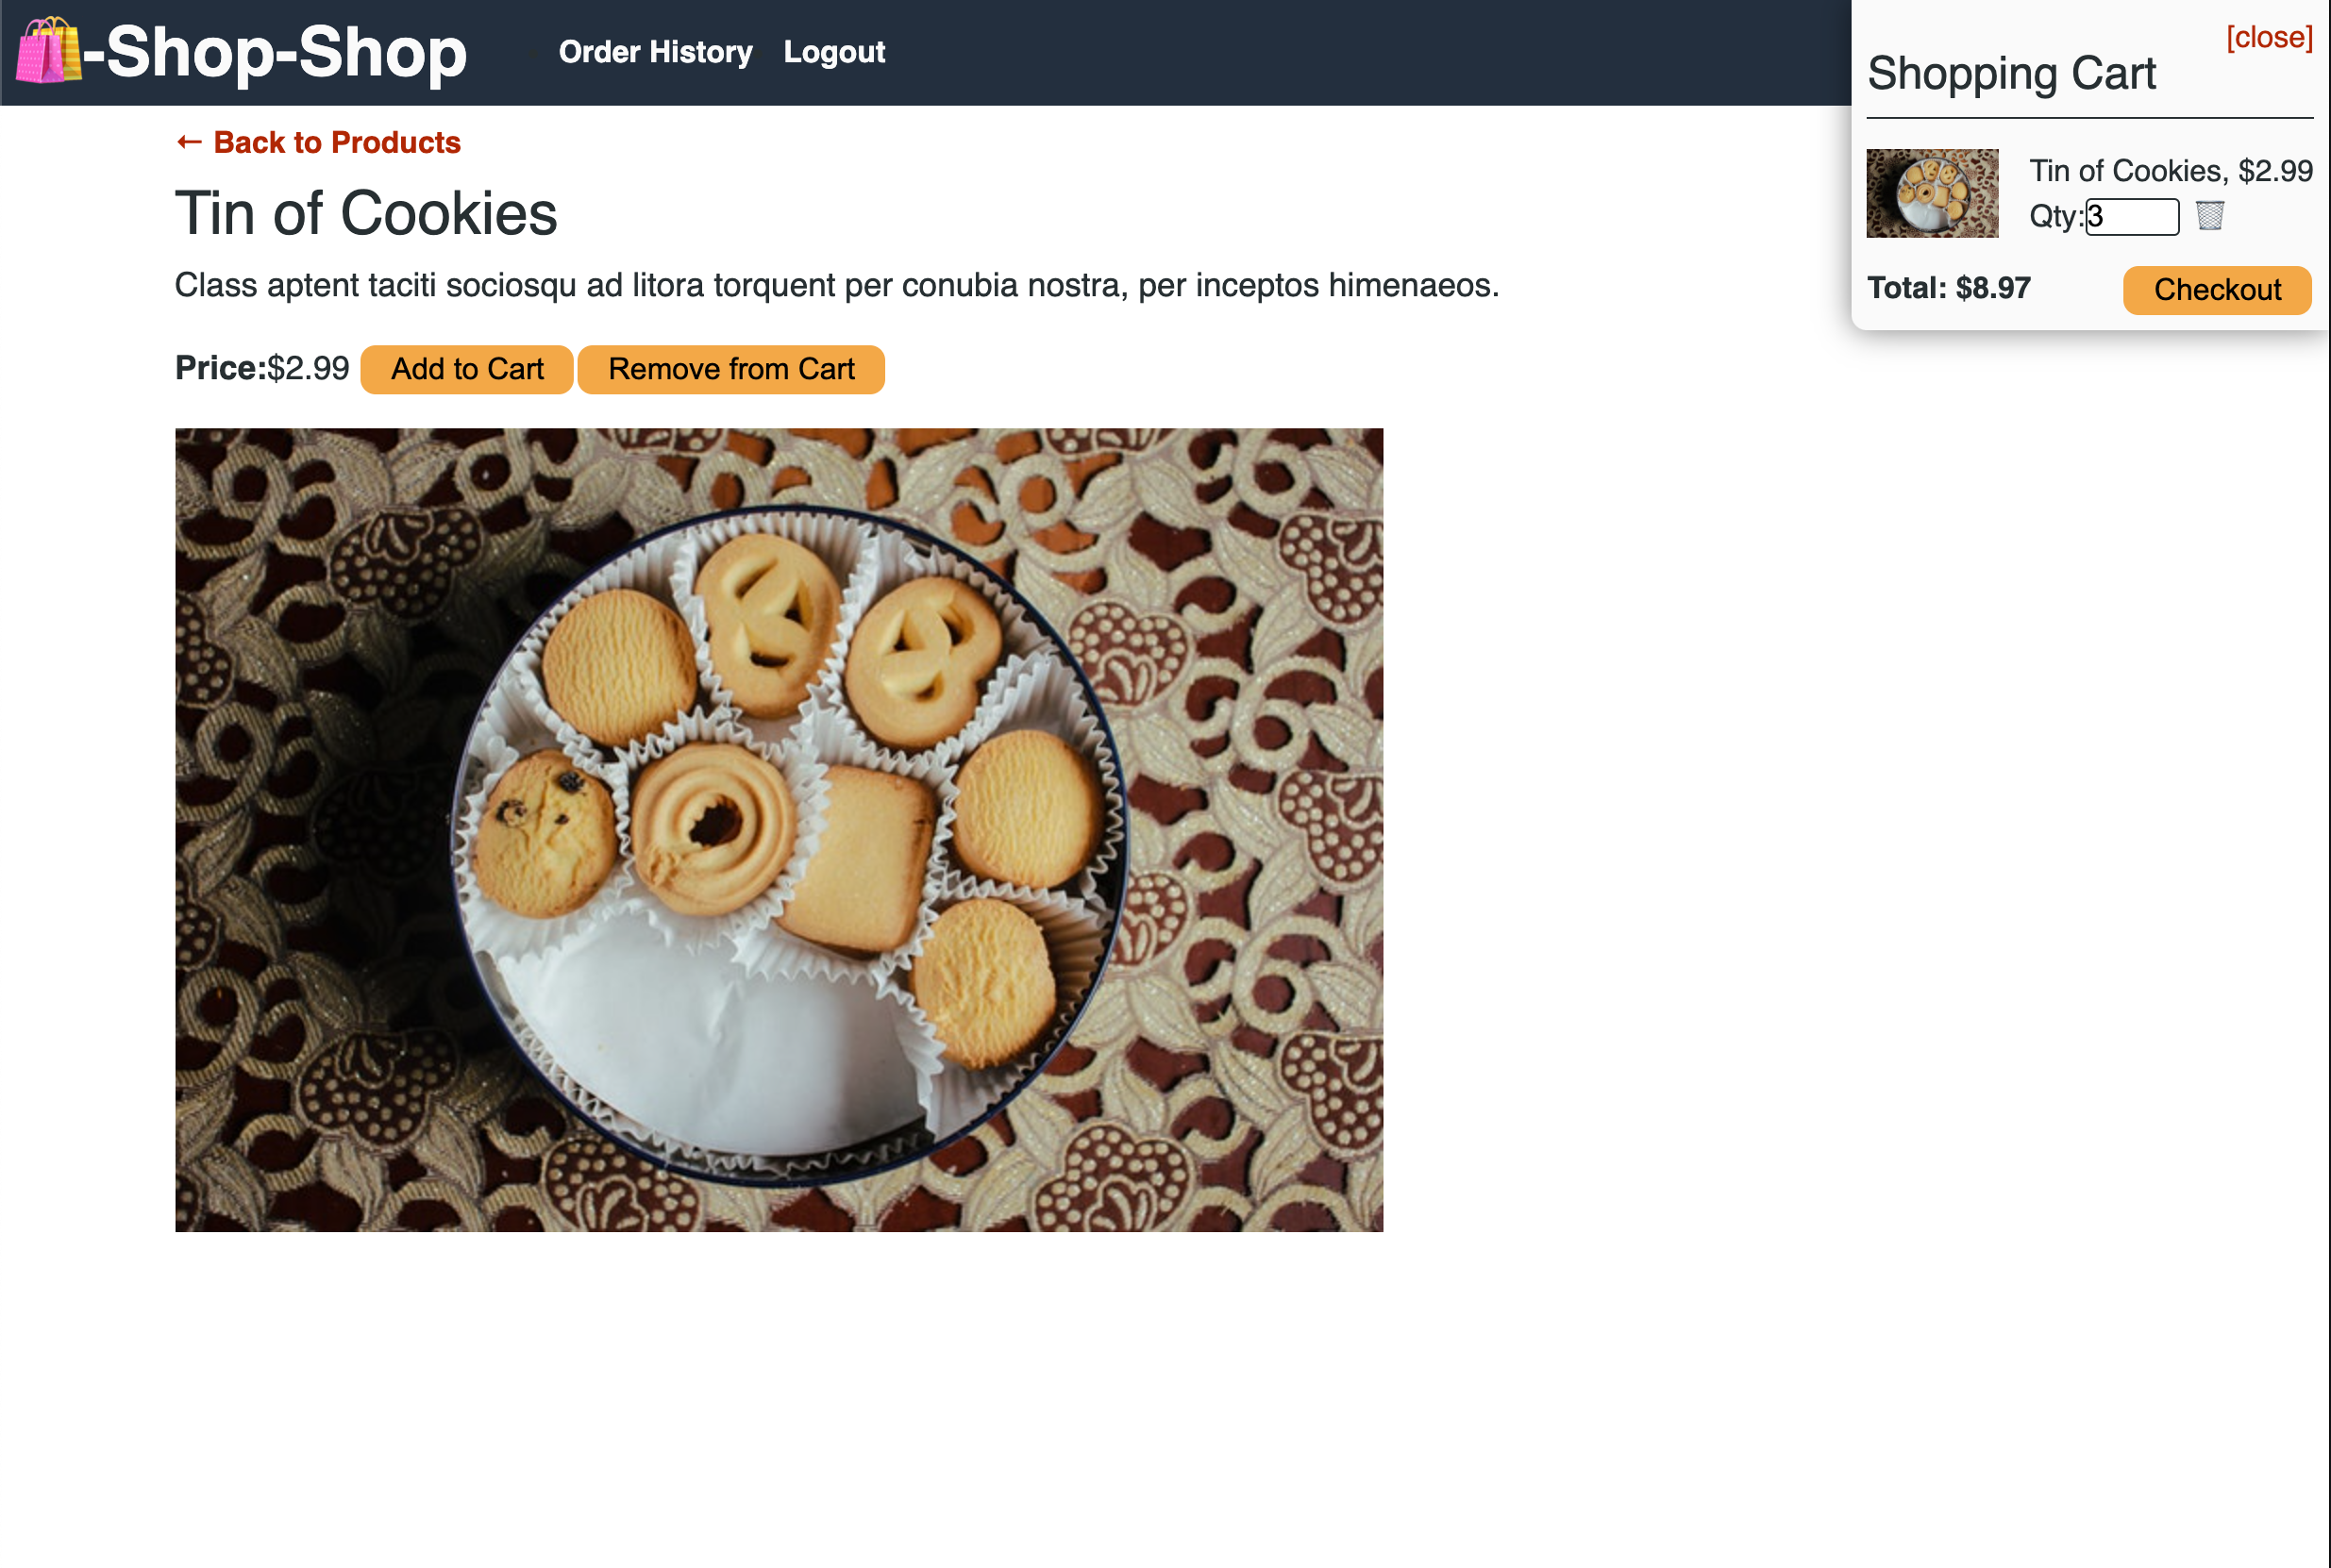 -Shop-Shop
Order History
Logout
[close]
Shopping Cart
Tin of Cookies, $2.99
Qty:3
Total: $8.97
Checkout
← Back to Products
Tin of Cookies
Class aptent taciti sociosqu ad litora torquent per conubia nostra, per inceptos himenaeos.
Price:$2.99 Add to Cart Remove from Cart